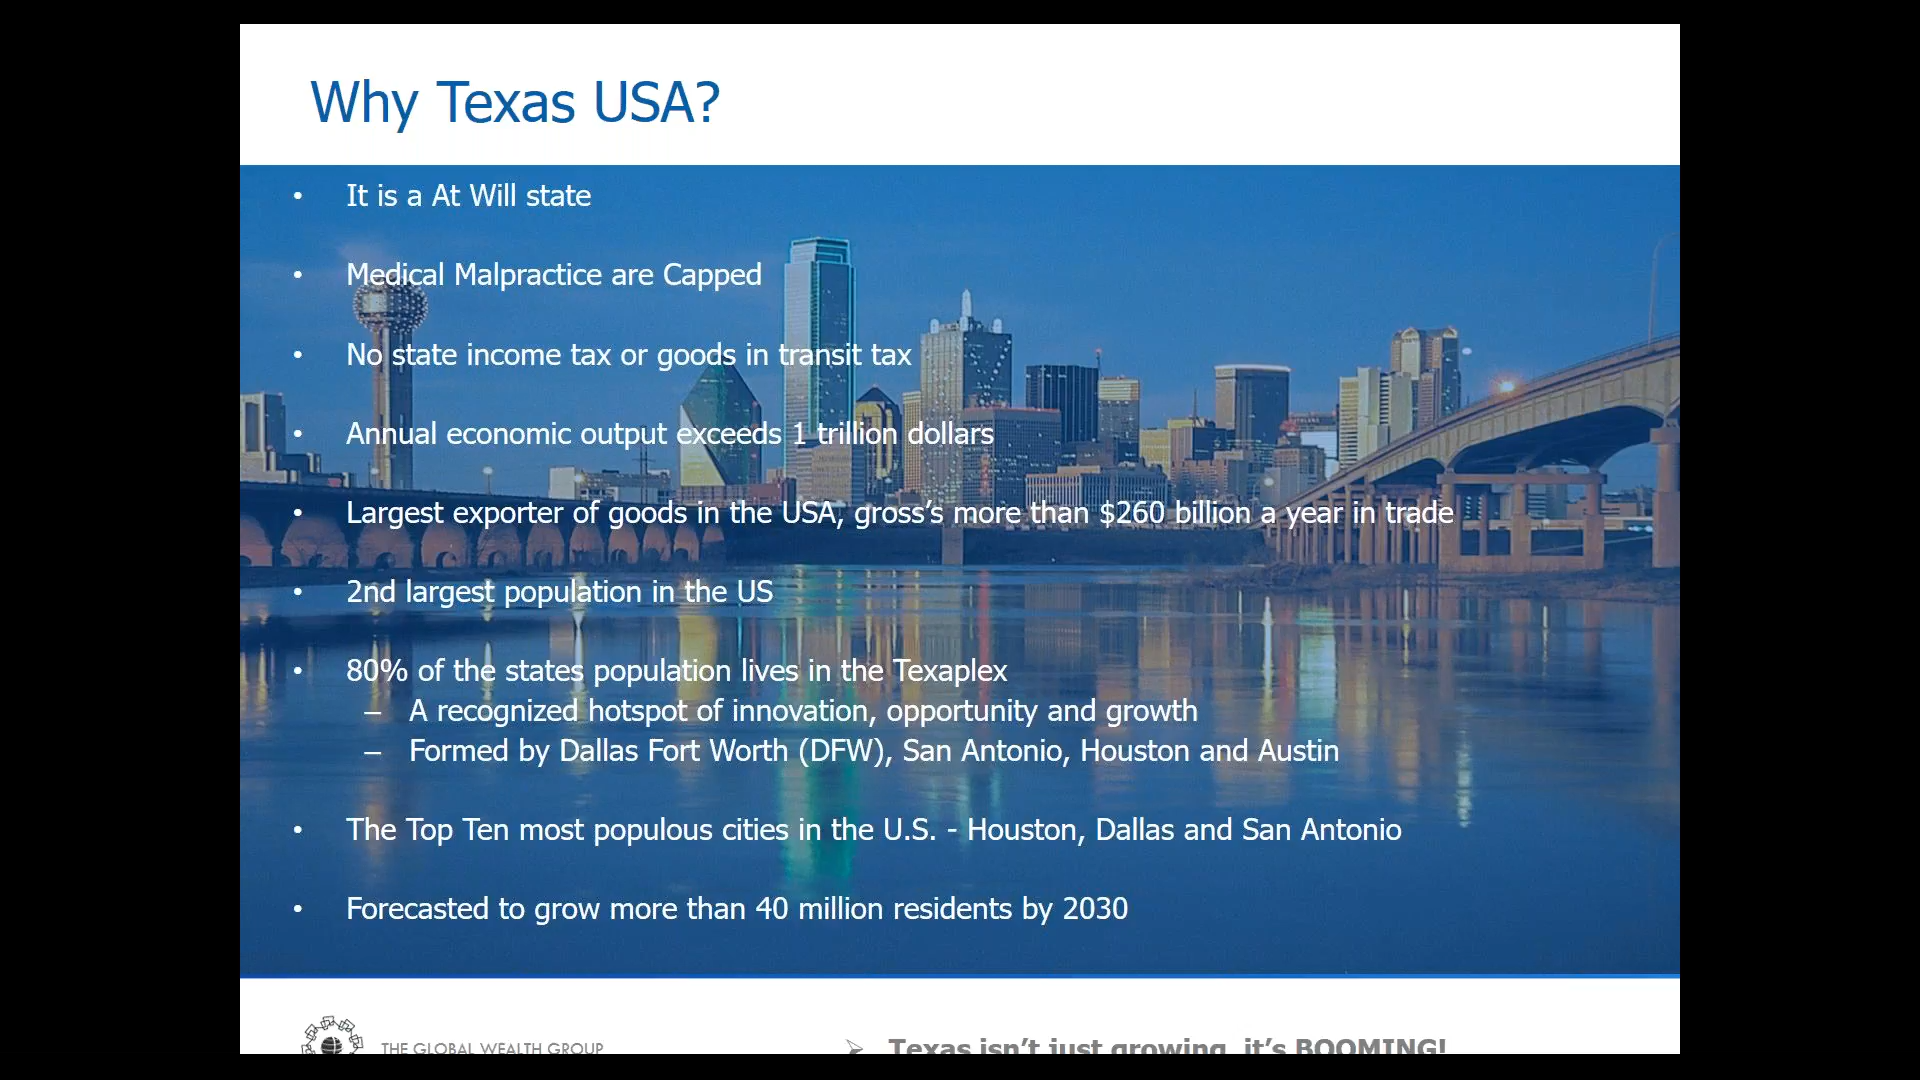 Why Texas USA?
• It is a At Will state
• Medical Malpractice are Capped
• No state income tax or goods in transit tax
• Annual economic output exceeds 1 trillion dollars
• Largest exporter of goods in the USA, gross’s more than $260 billion a year in trade
• 2nd largest population in the US
• 80% of the states population lives in the Texaplex
– A recognized hotspot of innovation, opportunity and growth
– Formed by Dallas Fort Worth (DFW), San Antonio, Houston and Austin
• The Top Ten most populous cities in the U.S. - Houston, Dallas and San Antonio
• Forecasted to grow more than 40 million residents by 2030
THE GLOBAL WEALTH GROUP
➢ Texas isn’t just growing, it’s BOOMING!